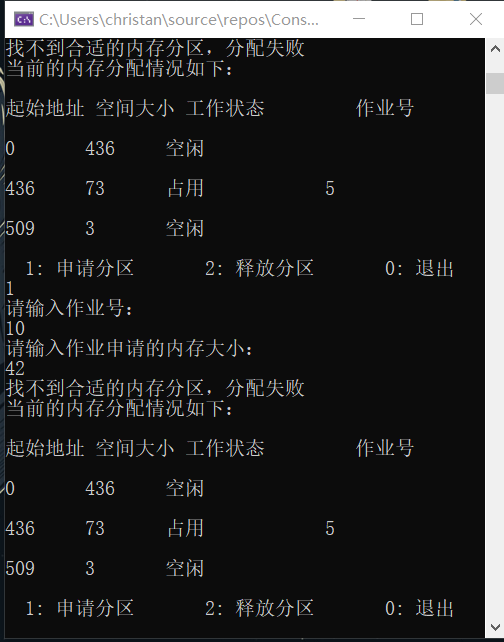 C:\Users\christan\source\repos\Cons...
找不到合适的内存分区，分配失败
当前的内存分配情况如下：
起始地址 空间大小 工作状态 作业号
0 436 空闲
436 73 占用 5
509 3 空闲
1: 申请分区 2: 释放分区 0: 退出
1
请输入作业号：
10
请输入作业申请的内存大小：
42
找不到合适的内存分区，分配失败
当前的内存分配情况如下：
起始地址 空间大小 工作状态 作业号
0 436 空闲
436 73 占用 5
509 3 空闲
1: 申请分区 2: 释放分区 0: 退出